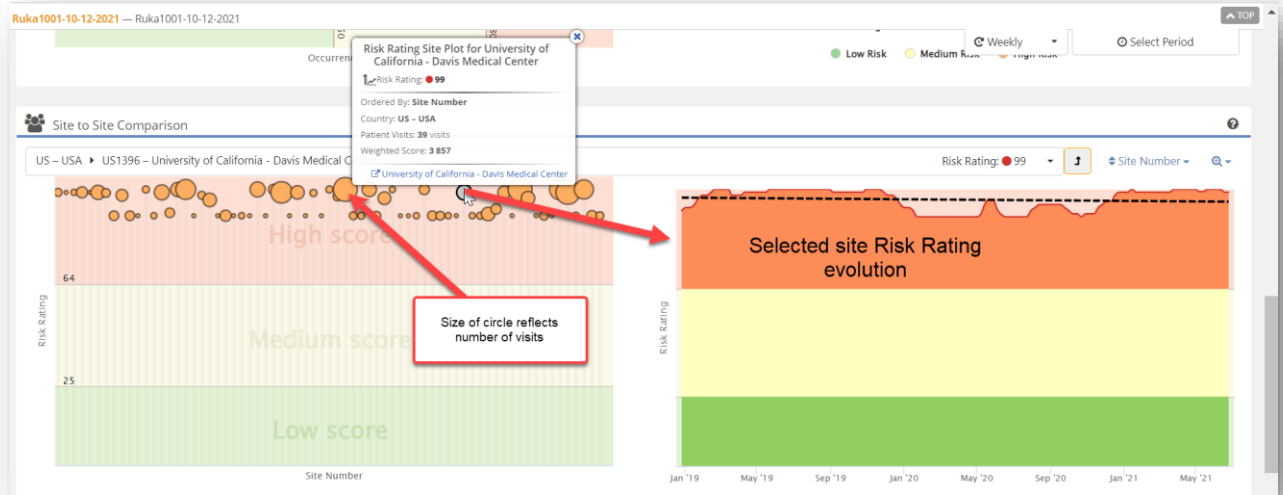 Ruka1001-10-12-2021 — Ruka1001-10-12-2021
TOP
Risk Rating Site Plot for University of
California - Davis Medical Center
Risk Rating: 99
Ordered By: Site Number
Country: US – USA
Patient Visits: 39 visits
Weighted Score: 3 857
University of California - Davis Medical Center
Low Risk
Medium Risk
High Risk
Weekly
Select Period
Site to Site Comparison
US – USA
US1396 – University of California - Davis Medical
Risk Rating: 99
Site Number
High score
64
Medium score
25
Low score
Risk Rating
Site Number
Size of circle reflects
number of visits
Selected site Risk Rating
evolution
Risk Rating
Jan '19
May '19
Sep '19
Jan '20
May '20
Sep '20
Jan '21
May '21